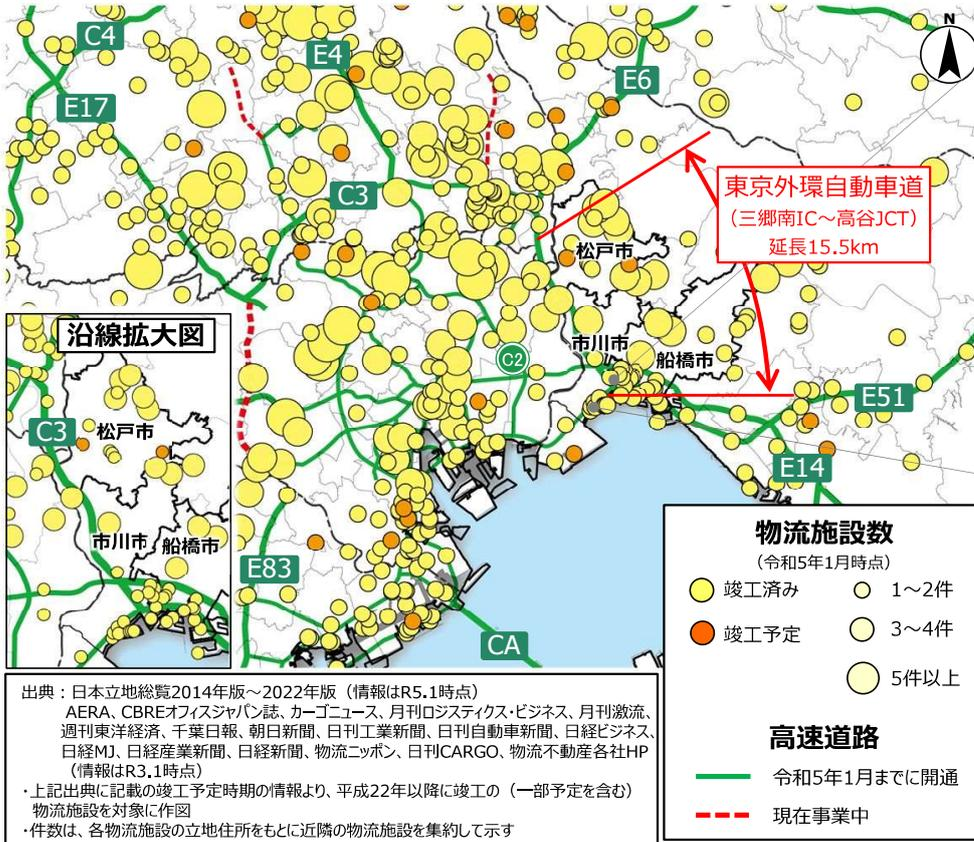 C4
E4
E6
N
E17
C3
東京外環自動車道
(三郷南IC～高谷JCT)
延長15.5km
松戸市
市川市
船橋市
C2
E51
E14
E83
CA
沿線拡大図
C3
松戸市
市川市
船橋市
物流施設数
(令和5年1月時点)
竣工済み
1～2件
竣工予定
3～4件
5件以上
高速道路
令和5年1月までに開通
現在事業中
出典：日本立地総覧2014年版～2022年版（情報はR5.1時点）
AERA、CBREオフィスジャパン誌、カーゴニュース、月刊ロジスティクス・ビジネス、月刊激流、
週刊東洋経済、千葉日報、朝日新聞、日刊工業新聞、日刊自動車新聞、日経ビジネス、
日経MJ、日経産業新聞、日経新聞、物流ニッポン、日刊CARGO、物流不動産各社HP
（情報はR3.1時点）
・上記出典に記載の竣工予定時期の情報より、平成22年以降に竣工の（一部予定を含む）
物流施設を対象に作図
・件数は、各物流施設の立地住所をもとに近隣の物流施設を集約して示す